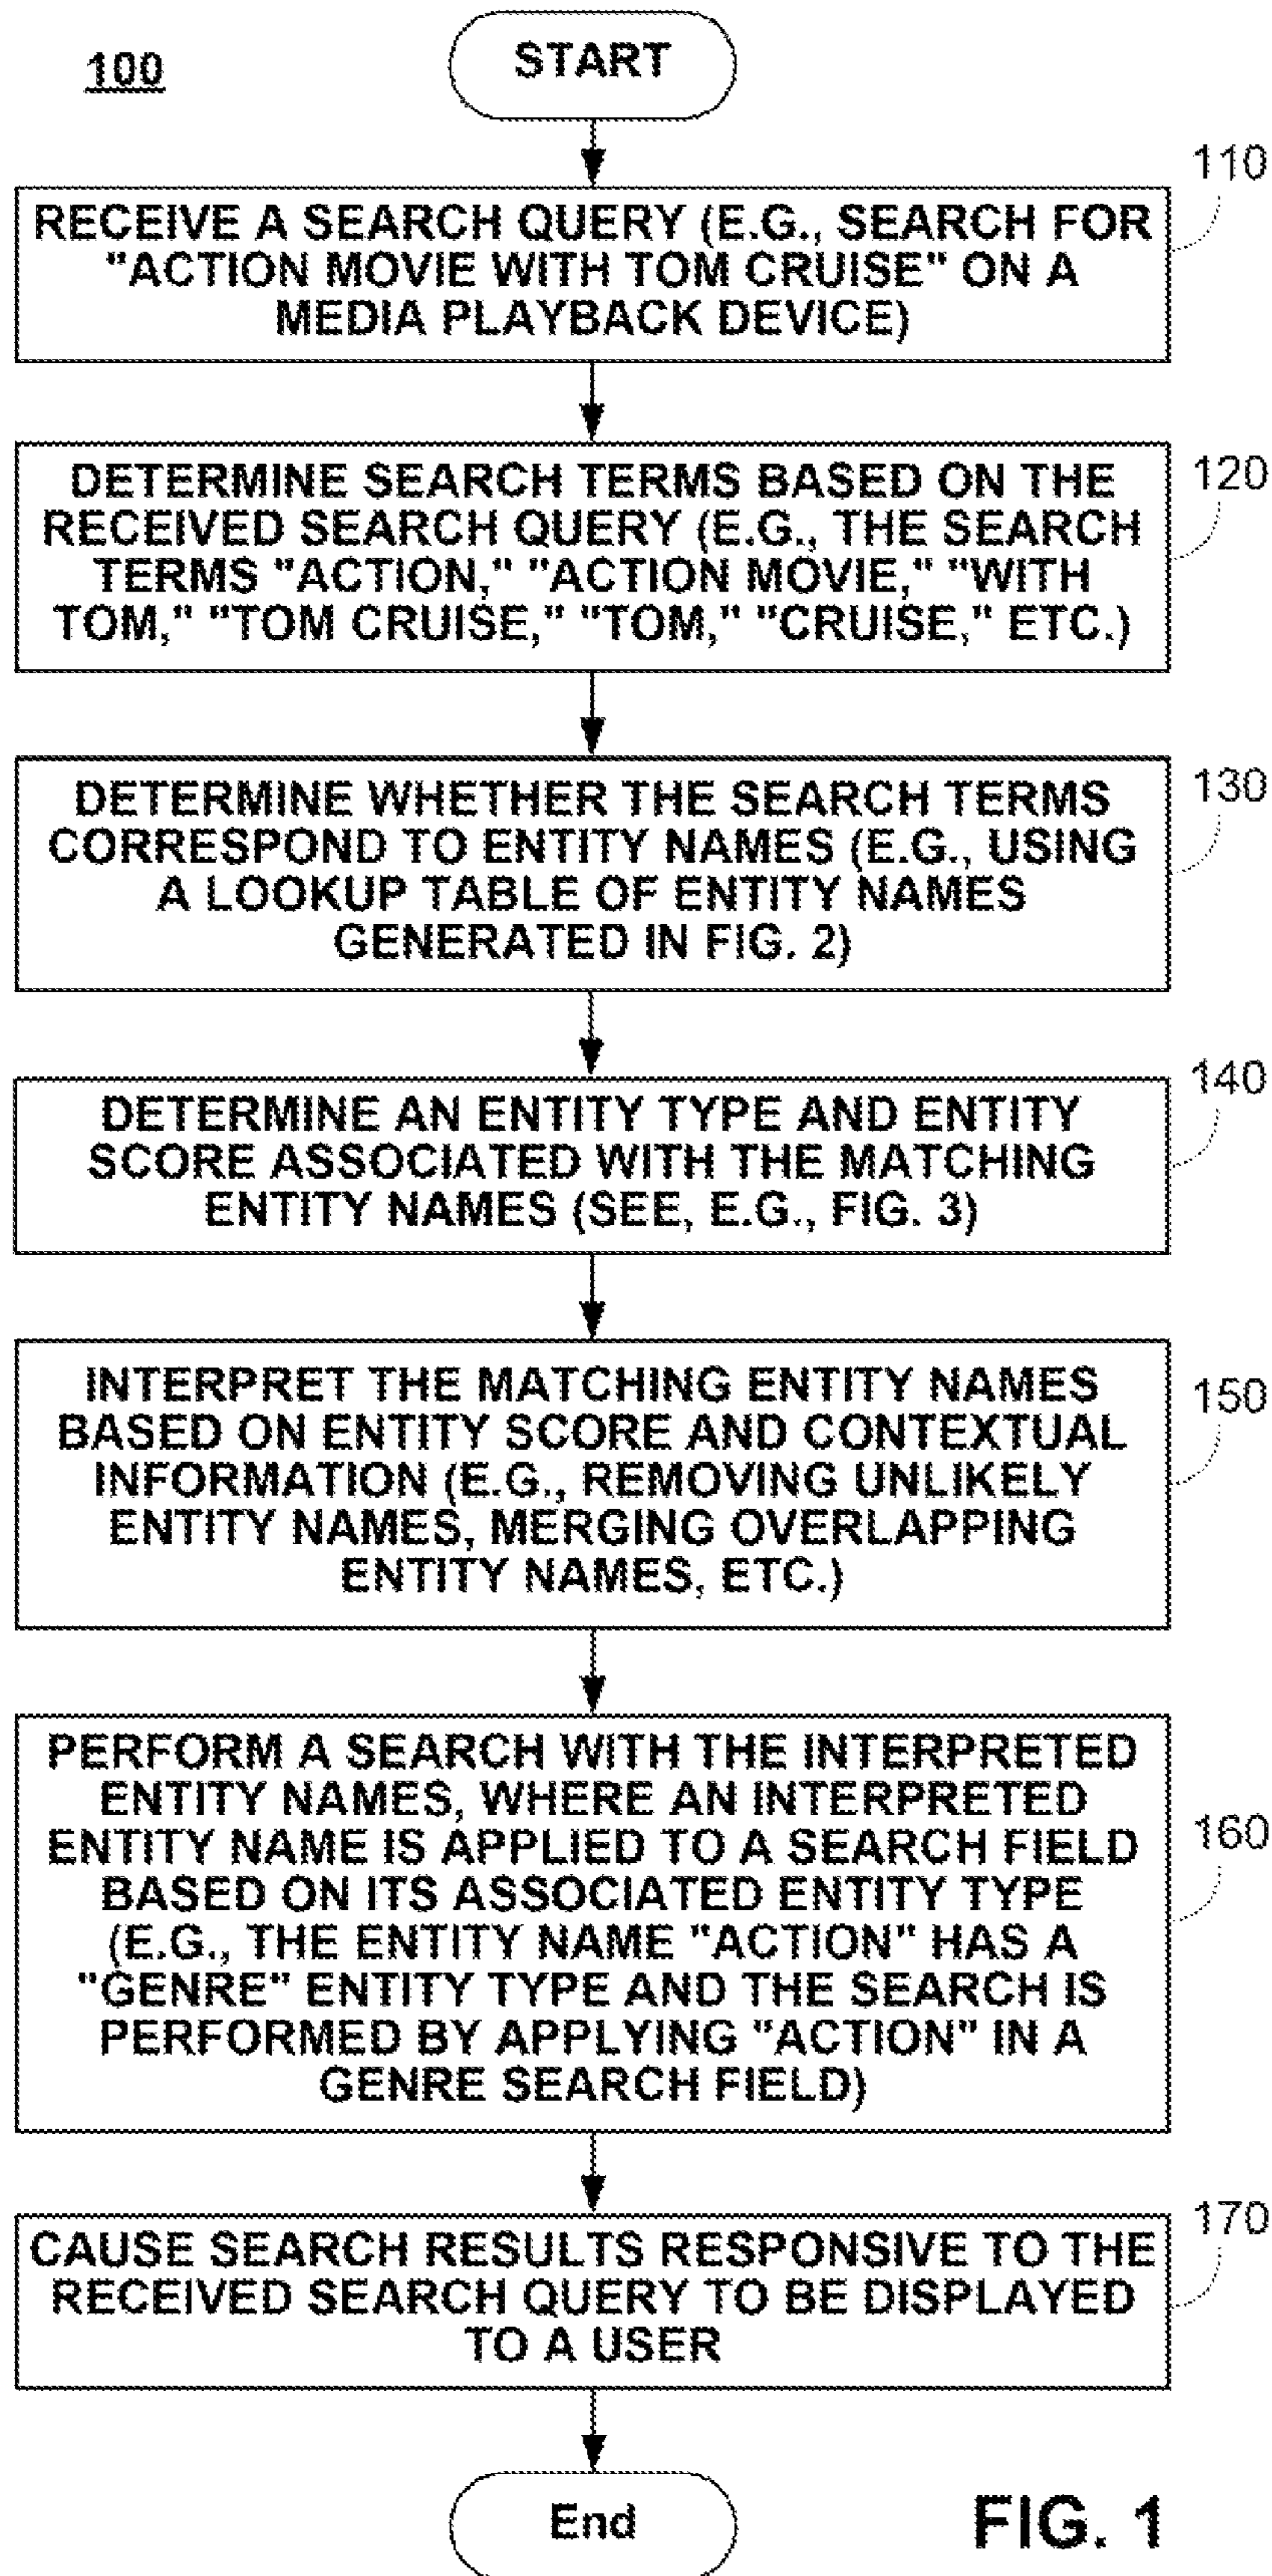 100
START
110
RECEIVE A SEARCH QUERY (E.G., SEARCH FOR
"ACTION MOVIE WITH TOM CRUISE" ON A
MEDIA PLAYBACK DEVICE)
120
DETERMINE SEARCH TERMS BASED ON THE
RECEIVED SEARCH QUERY (E.G., THE SEARCH
TERMS "ACTION," "ACTION MOVIE," "WITH
TOM," "TOM CRUISE," "TOM," "CRUISE," ETC.)
130
DETERMINE WHETHER THE SEARCH TERMS
CORRESPOND TO ENTITY NAMES (E.G., USING
A LOOKUP TABLE OF ENTITY NAMES
GENERATED IN FIG. 2)
140
DETERMINE AN ENTITY TYPE AND ENTITY
SCORE ASSOCIATED WITH THE MATCHING
ENTITY NAMES (SEE, E.G., FIG. 3)
150
INTERPRET THE MATCHING ENTITY NAMES
BASED ON ENTITY SCORE AND CONTEXTUAL
INFORMATION (E.G., REMOVING UNLIKELY
ENTITY NAMES, MERGING OVERLAPPING
ENTITY NAMES, ETC.)
160
PERFORM A SEARCH WITH THE INTERPRETED
ENTITY NAMES, WHERE AN INTERPRETED
ENTITY NAME IS APPLIED TO A SEARCH FIELD
BASED ON ITS ASSOCIATED ENTITY TYPE
(E.G., THE ENTITY NAME "ACTION" HAS A
"GENRE" ENTITY TYPE AND THE SEARCH IS
PERFORMED BY APPLYING "ACTION" IN A
GENRE SEARCH FIELD)
170
CAUSE SEARCH RESULTS RESPONSIVE TO THE
RECEIVED SEARCH QUERY TO BE DISPLAYED
TO A USER
End
FIG. 1